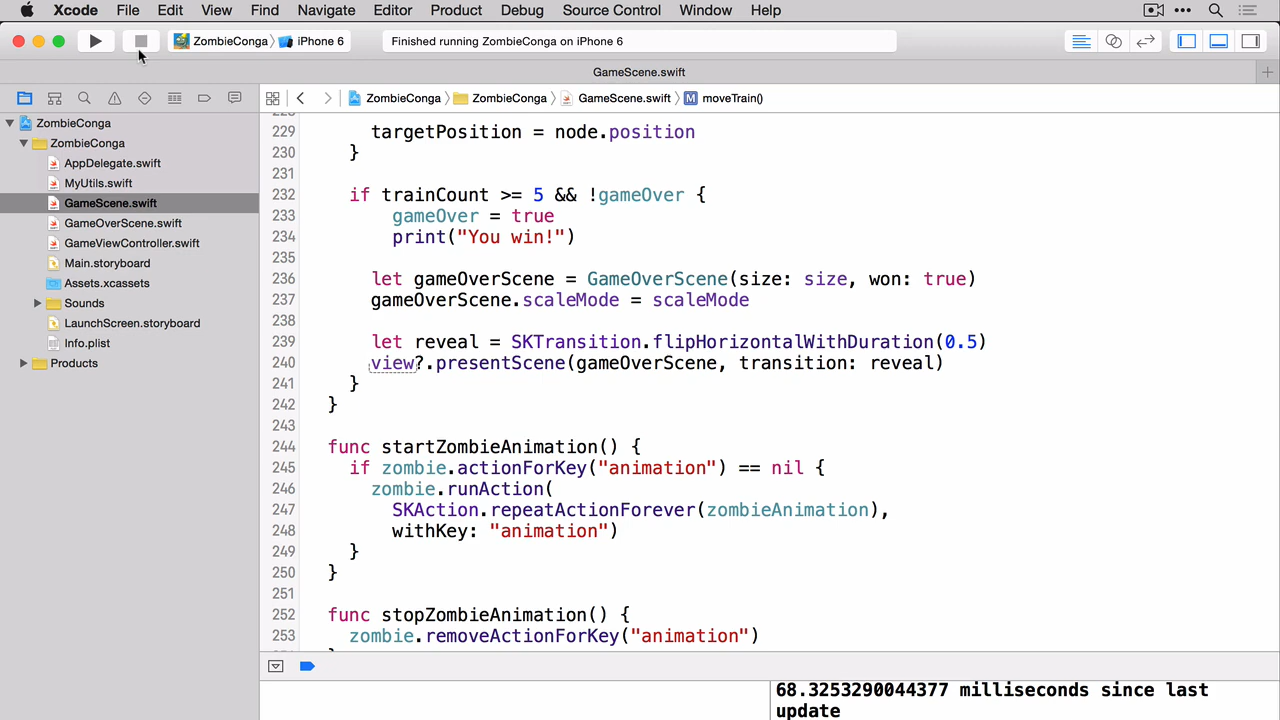 Xcode File Edit View Find Navigate Editor Product Debug Source Control Window Help
ZombieConga iPhone 6 Finished running ZombieConga on iPhone 6
GameScene.swift
ZombieConga ZombieConga GameScene.swift M moveTrain()
ZombieConga
ZombieConga
AppDelegate.swift
MyUtils.swift
GameScene.swift
GameOverScene.swift
GameViewController.swift
Main.storyboard
Assets.xcassets
Sounds
LaunchScreen.storyboard
Info.plist
Products
229 targetPosition = node.position
230 }
231
232 if trainCount >= 5 && !gameOver {
233 gameOver = true
234 print("You win!")
235
236 let gameOverScene = GameOverScene(size: size, won: true)
237 gameOverScene.scaleMode = scaleMode
238
239 let reveal = SKTransition.flipHorizontalWithDuration(0.5)
240 view?.presentScene(gameOverScene, transition: reveal)
241 }
242 }
243
244 func startZombieAnimation() {
245 if zombie.actionForKey("animation") == nil {
246 zombie.runAction(
247 SKAction.repeatActionForever(zombieAnimation),
248 withKey: "animation")
249 }
250 }
251
252 func stopZombieAnimation() {
253 zombie.removeActionForKey("animation")
68.3253290044377 milliseconds since last
update